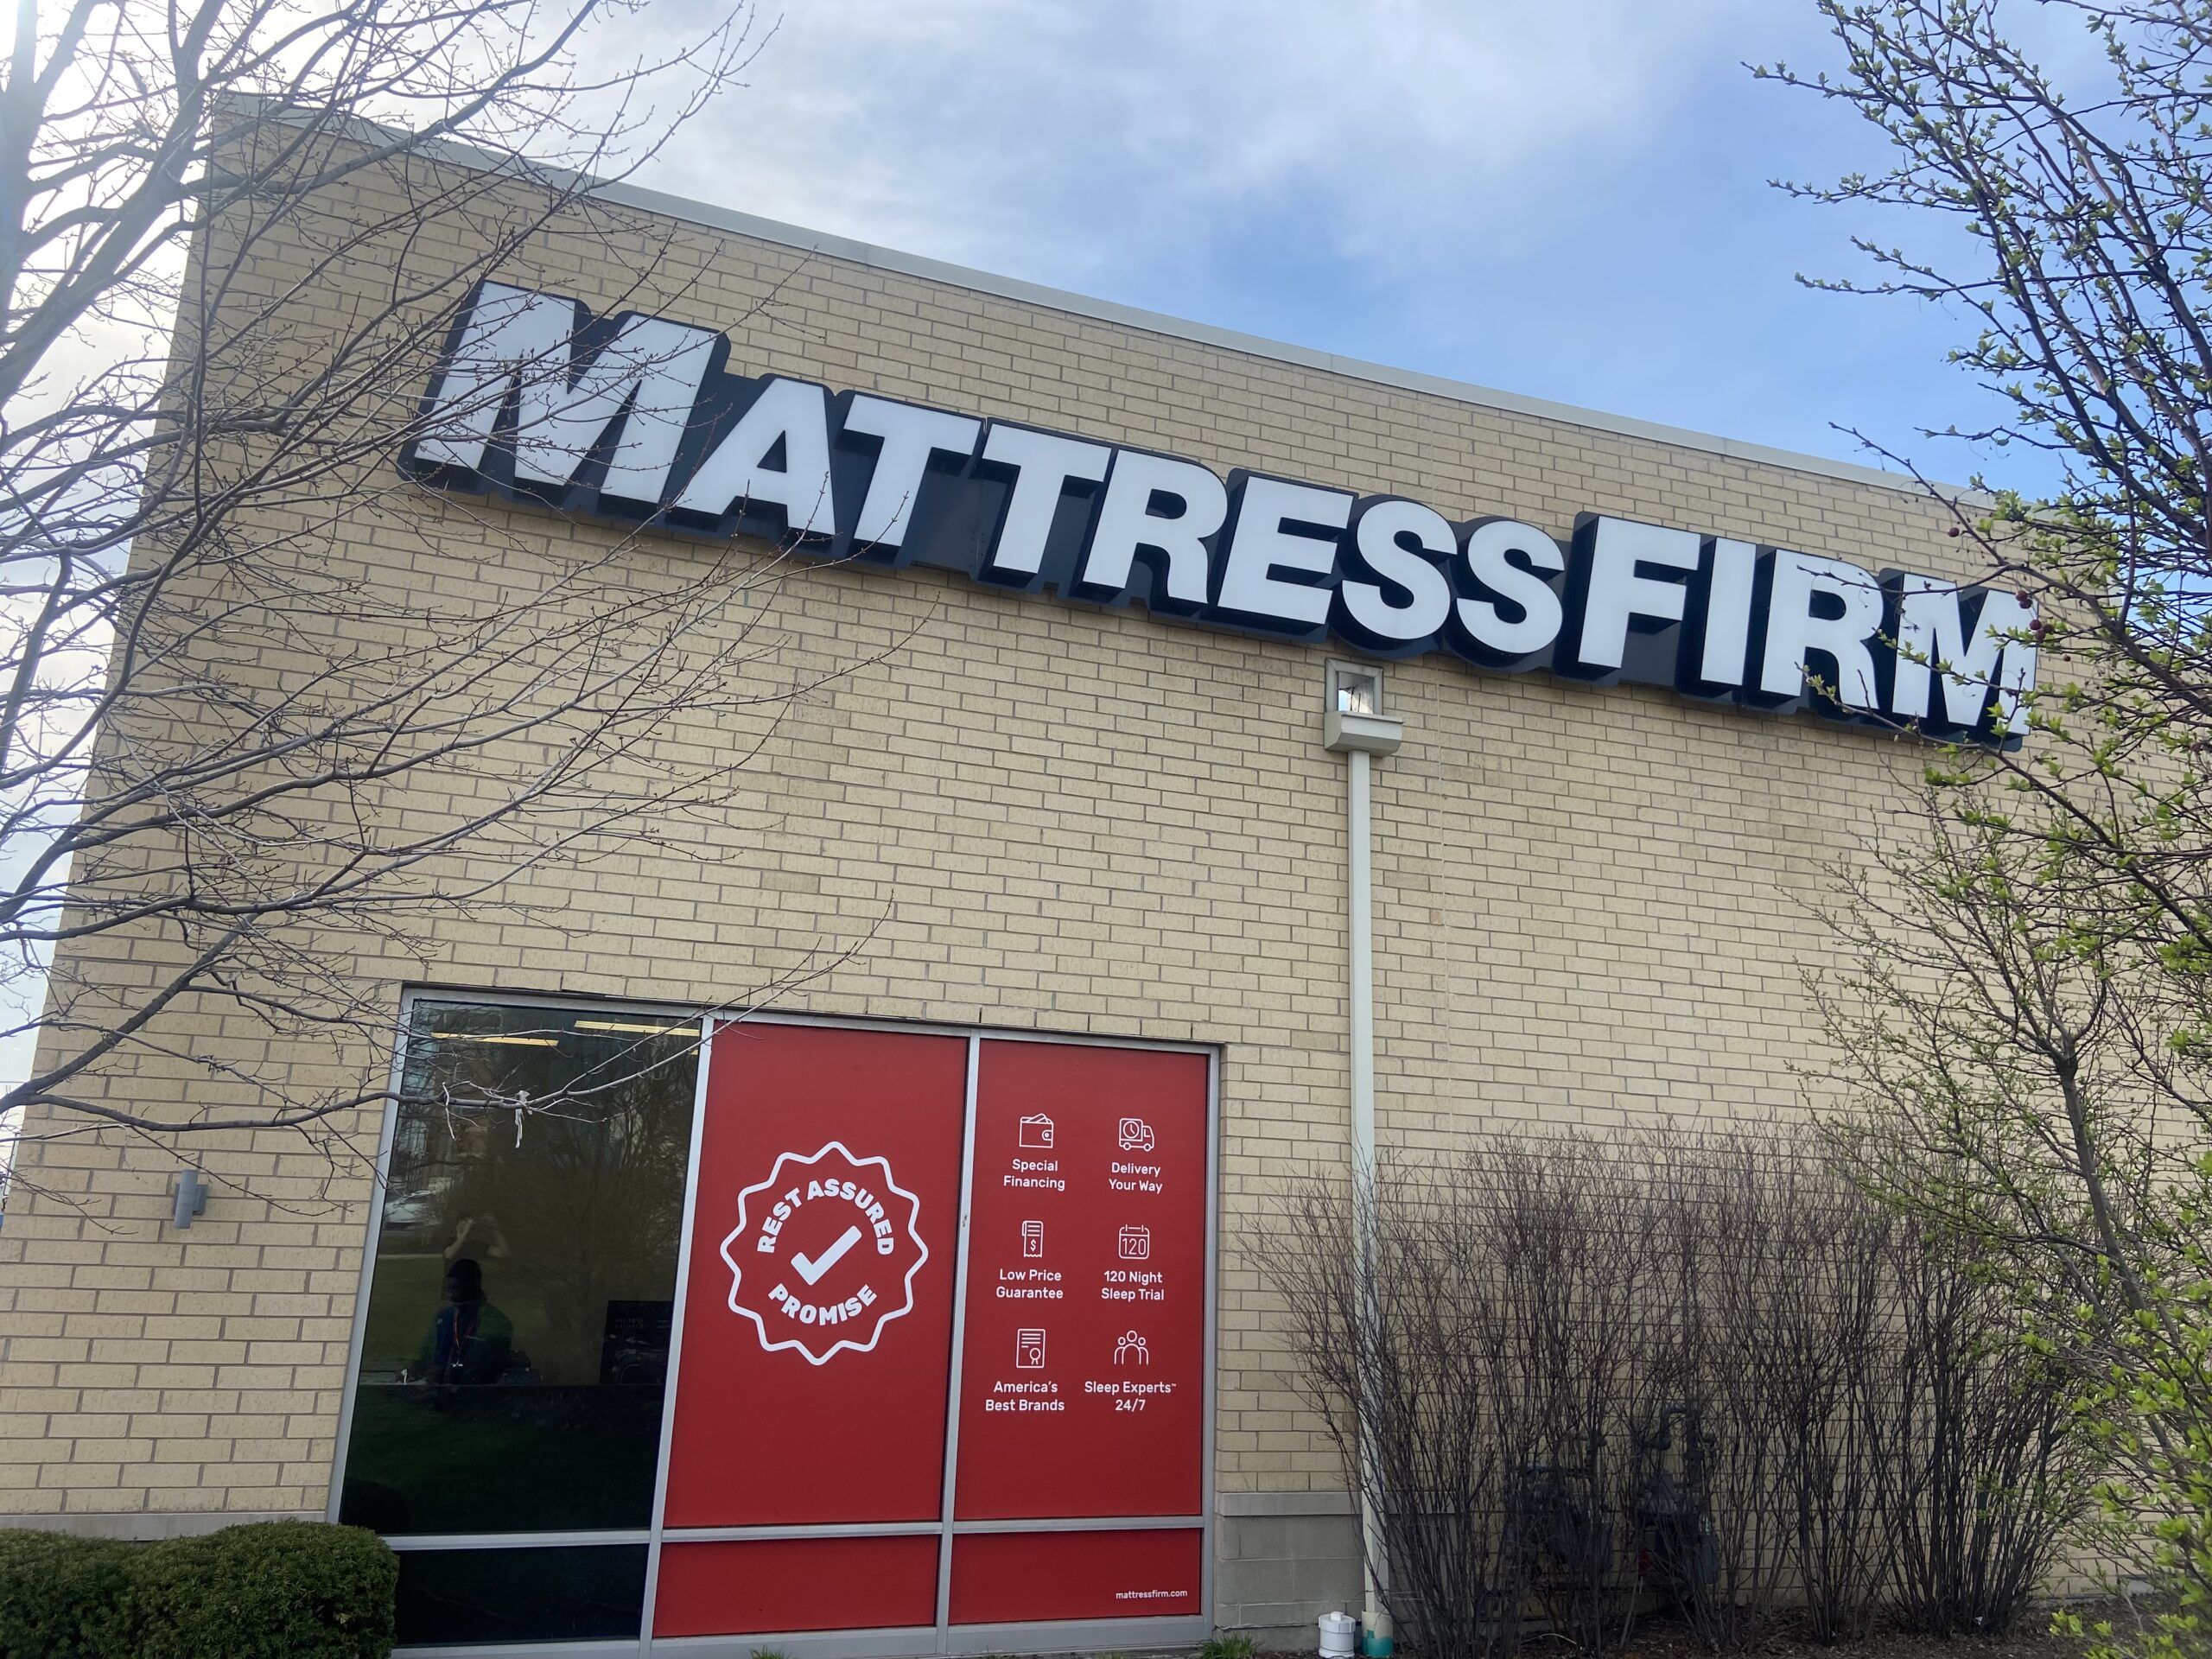 MATTRESSFIRM
REST ASSURED
PROMISE
Special
Financing
Delivery
Your Way
$
120
Low Price
Guarantee
120 Night
Sleep Trial
America's
Best Brands
Sleep Experts™
24/7
mattressfirm.com